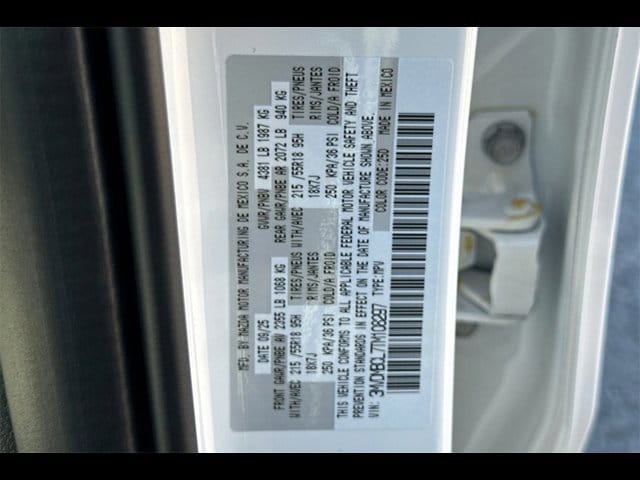 MFD. BY MAZDA MOTOR MANUFACTURING DE MEXICO S.A. DE C.V.
DATE 09/25 GVWR/PNBV 4381 LB 1987 KG
FRONT GAWR/PNBE AV 2355 LB 1068 KG REAR GAWR/PNBE AR 2072 LB 940 KG
WITH/AVEC 215 /55R18 95H TIRES/PNEUS WITH/AVEC 215 /55R18 95H TIRES/PNEUS
18X7J RIMS/JANTES 18X7J RIMS/JANTES
250 KPA/36 PSI COLD/A FROID 250 KPA/36 PSI COLD/A FROID
THIS VEHICLE CONFORMS TO ALL APPLICABLE FEDERAL MOTOR VEHICLE SAFETY AND THEFT
PREVENTION STANDARDS IN EFFECT ON THE DATE OF MANUFACTURE SHOWN ABOVE.
VIN: TYPE:MPV COLOR CODE:25D MADE IN MEXICO